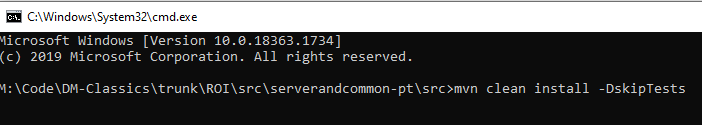 C:\Windows\System32\cmd.exe
Microsoft Windows [Version 10.0.18363.1734]
(c) 2019 Microsoft Corporation. All rights reserved.
M:\Code\DM-Classics\trunk\ROI\src\serverandcommon-pt\src>mvn clean install -DskipTests